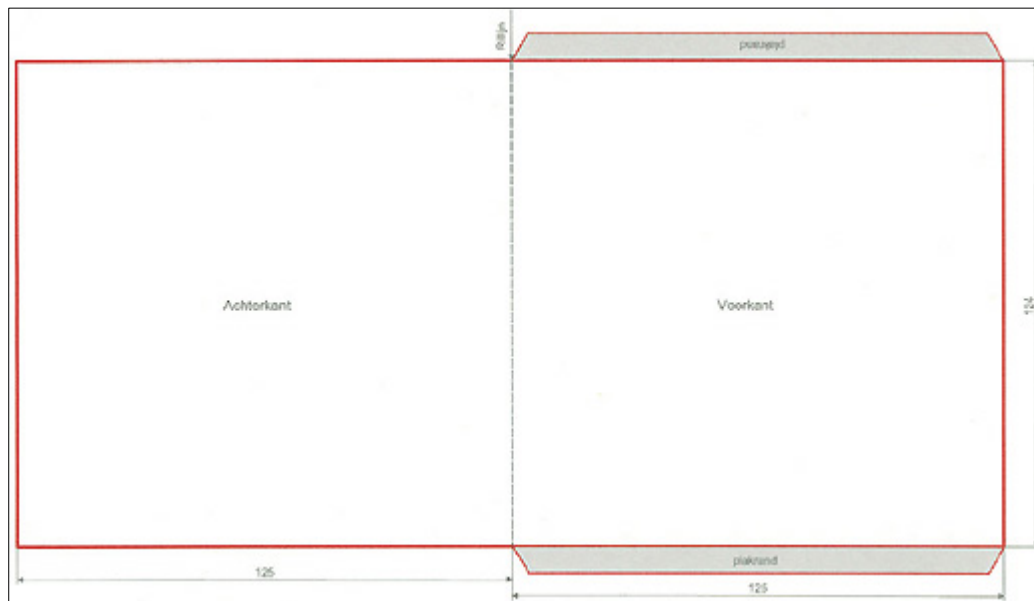 Rillijn
plakrand
Achterkant
Voorkant
124
plakrand
125
125